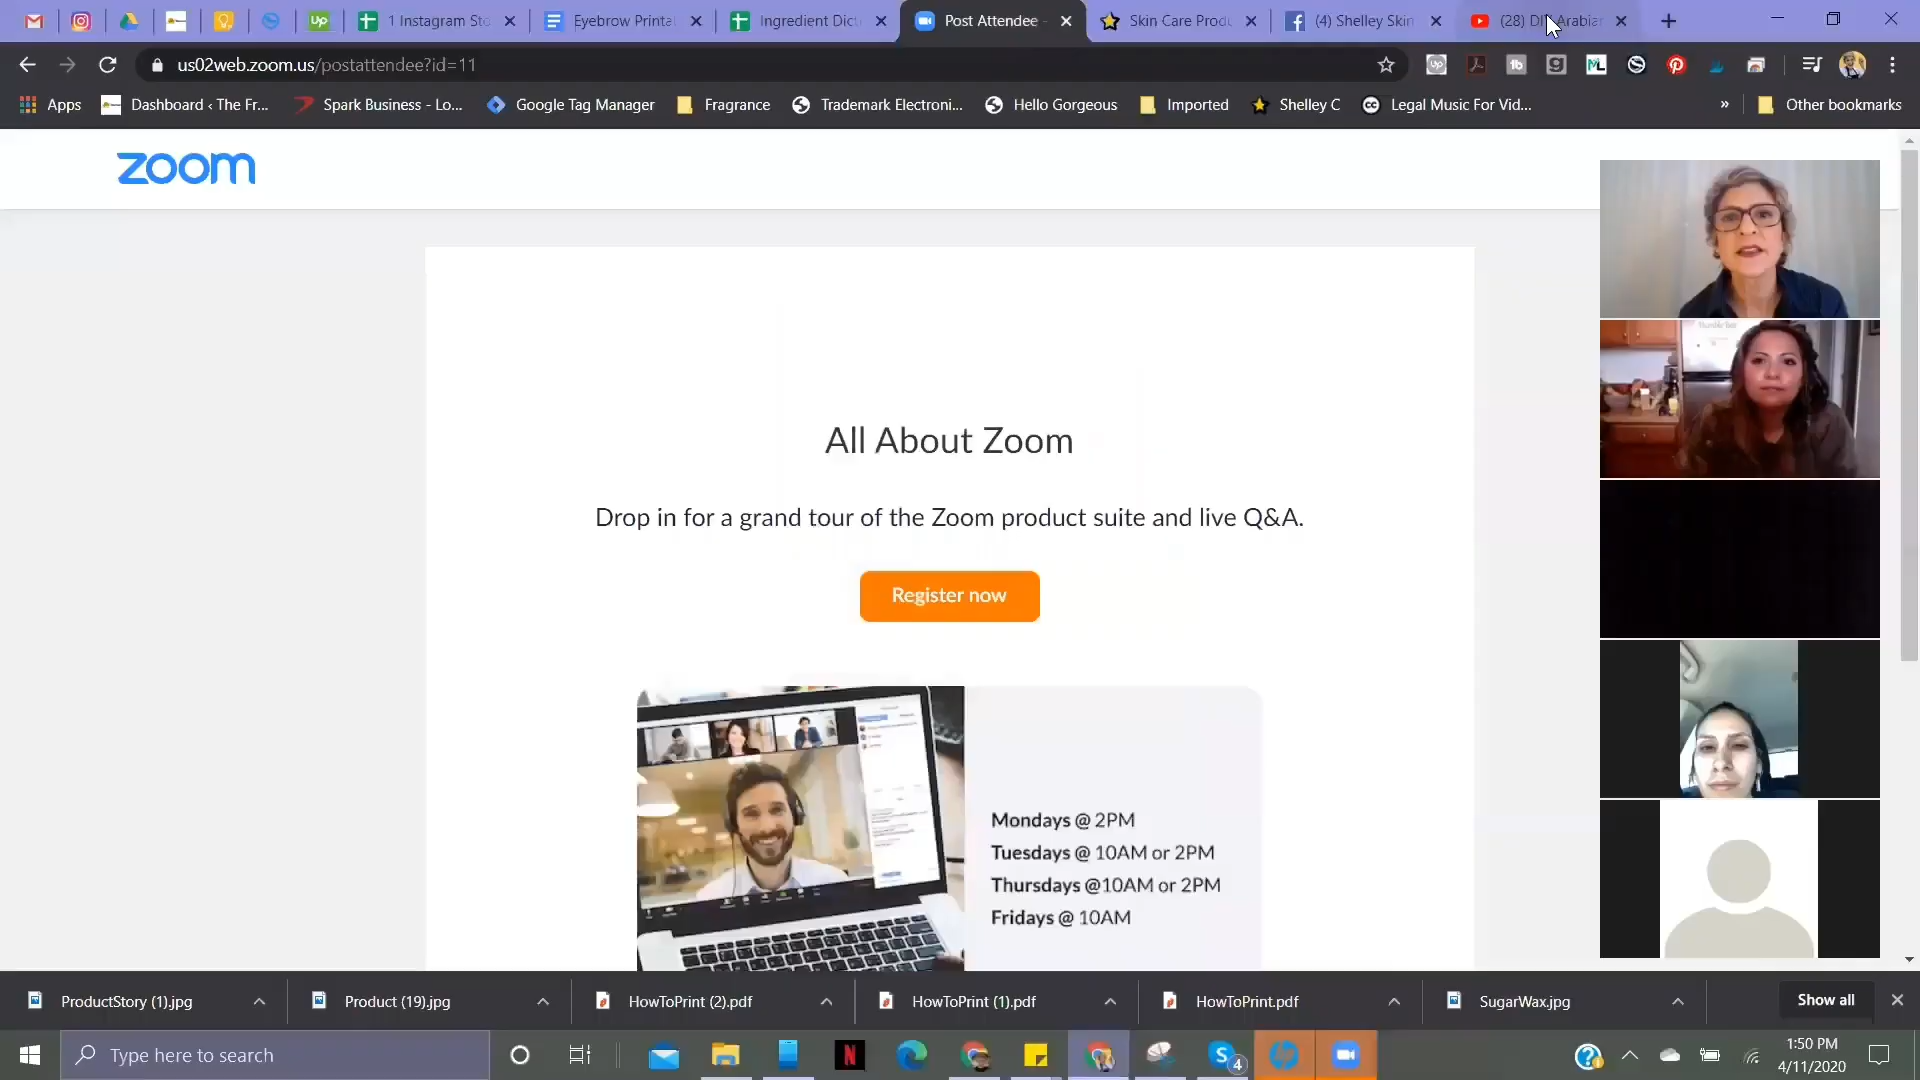 Up
1 Instagram Sto
Eyebrow Printa
Ingredient Dict
Post Attendee -
Skin Care Produ
(4) Shelley Skin
(28) DIY Arabian
us02web.zoom.us/postattendee?id=11
Apps
Dashboard ‹ The Fr...
Spark Business - Lo...
Google Tag Manager
Fragrance
Trademark Electroni...
Hello Gorgeous
Imported
Shelley C
Legal Music For Vid...
»
Other bookmarks
zoom
All About Zoom
Drop in for a grand tour of the Zoom product suite and live Q&A.
Register now
Mondays @ 2PM
Tuesdays @ 10AM or 2PM
Thursdays @10AM or 2PM
Fridays @ 10AM
ProductStory (1).jpg
Product (19).jpg
HowToPrint (2).pdf
HowToPrint (1).pdf
HowToPrint.pdf
SugarWax.jpg
Show all
Type here to search
4
1:50 PM
4/11/2020